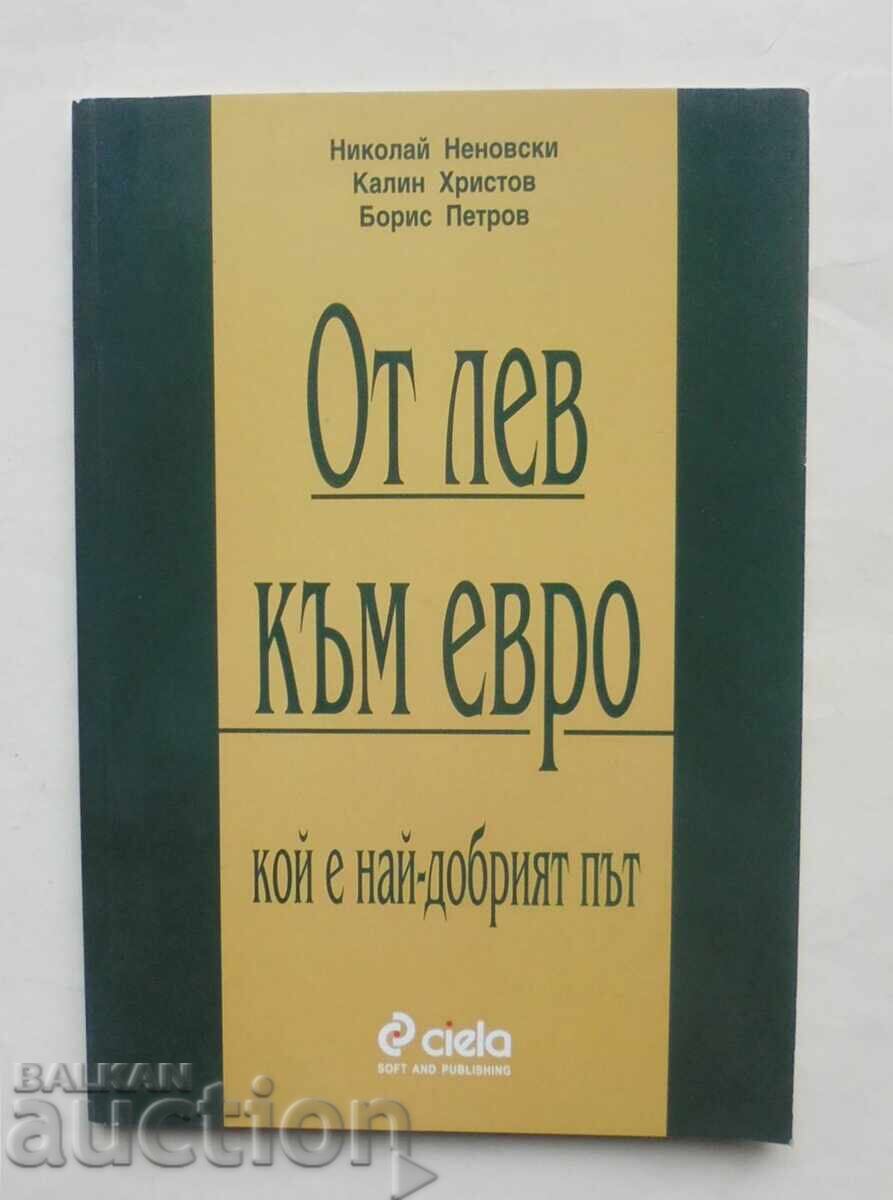 Николай Неновски
Калин Христов
Борис Петров
От лев
към евро
кой е най-добрият път
ciela
SOFT AND PUBLISHING
BALKAN
auction